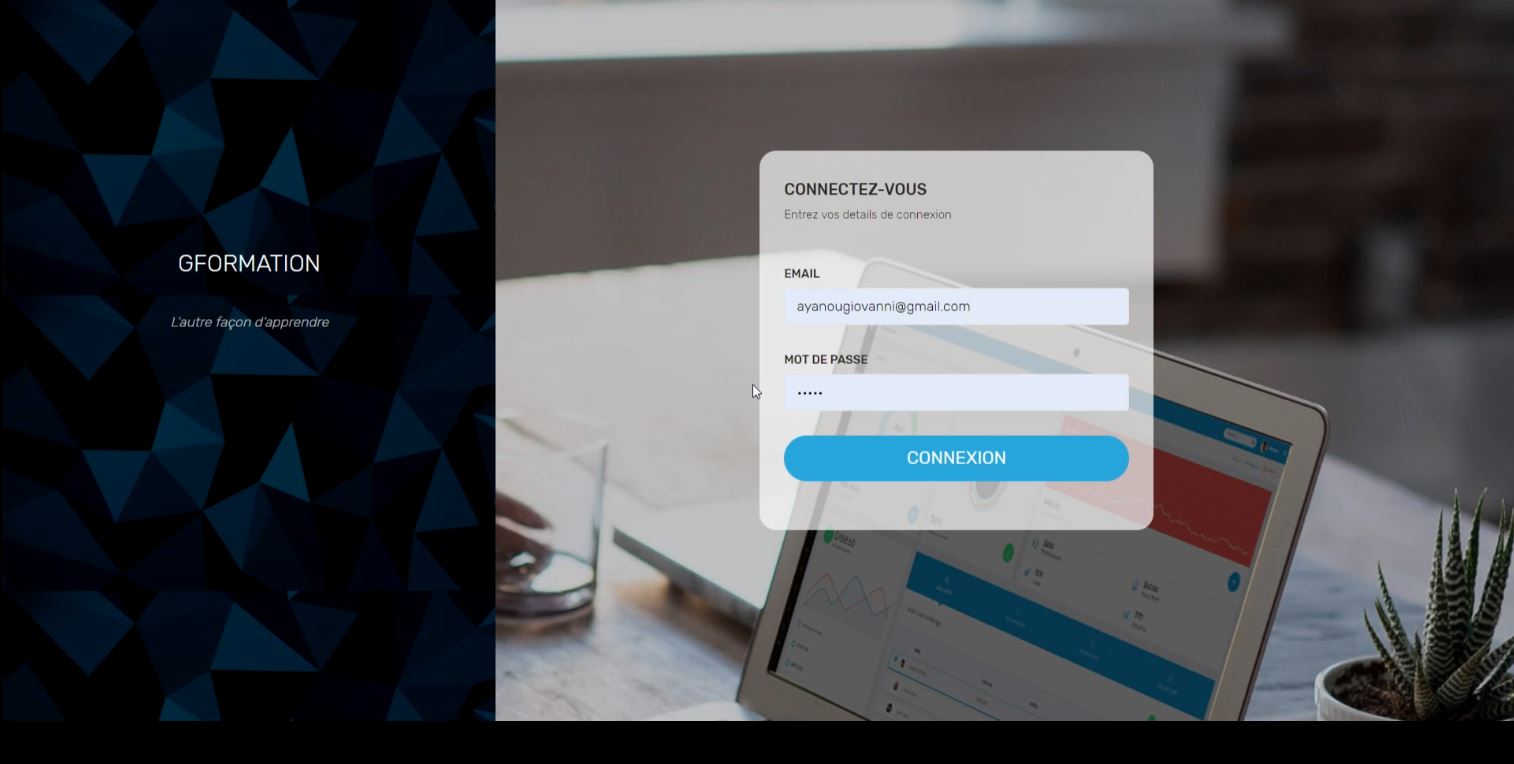 GFORMATION
L'autre façon d'apprendre
CONNECTEZ-VOUS
Entrez vos details de connexion
EMAIL
ayanougiovanni@gmail.com
MOT DE PASSE
•••••
CONNEXION